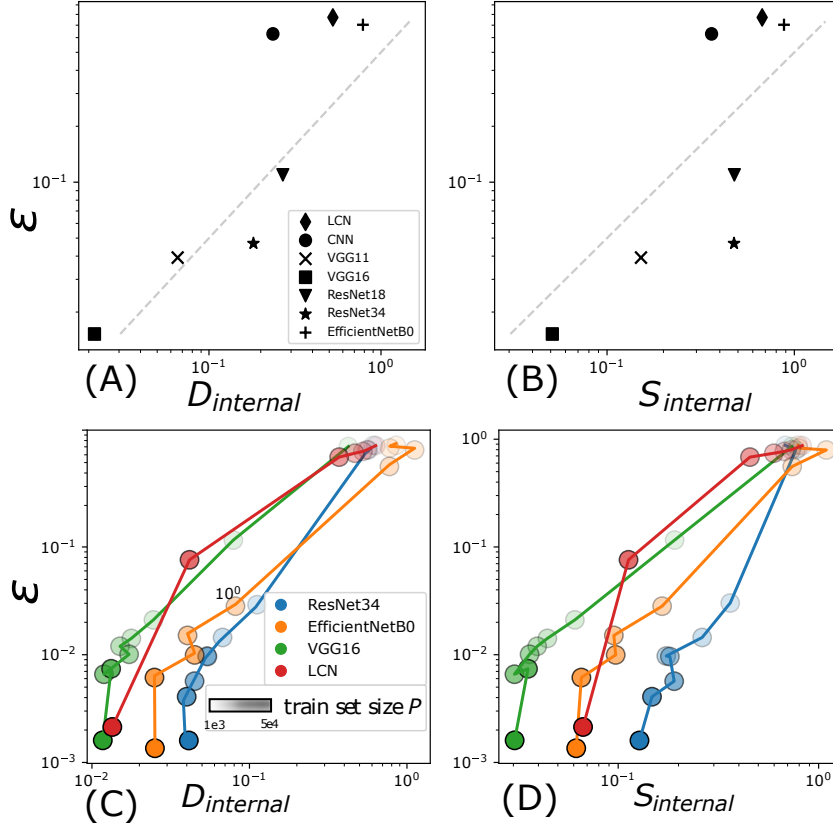 ε
10⁻¹
LCN
CNN
VGG11
VGG16
ResNet18
ResNet34
EfficientNetB0
10⁻¹
10⁰
(A)
D_internal
10⁻¹
10⁻¹
10⁰
(B)
S_internal
ε
10⁻¹
10⁻²
10⁻³
10⁰
ResNet34
EfficientNetB0
VGG16
LCN
train set size P
1e3
5e4
10⁻²
10⁻¹
10⁰
(C)
D_internal
10⁰
10⁻¹
10⁻²
10⁻³
10⁻¹
10⁰
(D)
S_internal